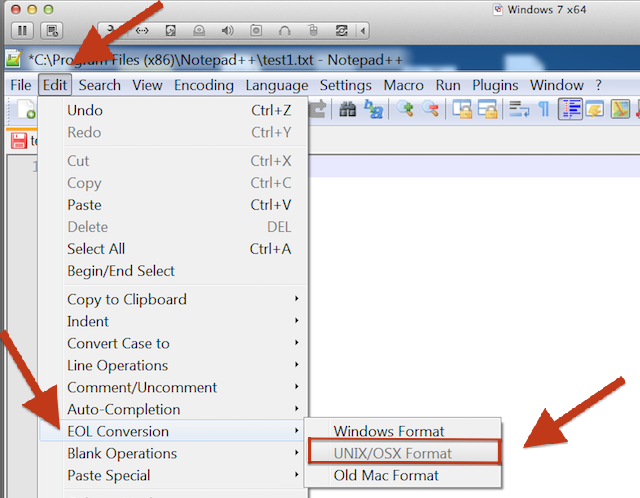 Windows 7 x64
*C:\Program Files (x86)\Notepad++\test1.txt - Notepad++
File Edit Search View Encoding Language Settings Macro Run Plugins Window ?
te
1
Undo Ctrl+Z
Redo Ctrl+Y
Cut Ctrl+X
Copy Ctrl+C
Paste Ctrl+V
Delete DEL
Select All Ctrl+A
Begin/End Select
Copy to Clipboard
Indent
Convert Case to
Line Operations
Comment/Uncomment
Auto-Completion
EOL Conversion
Windows Format
Blank Operations
UNIX/OSX Format
Paste Special
Old Mac Format